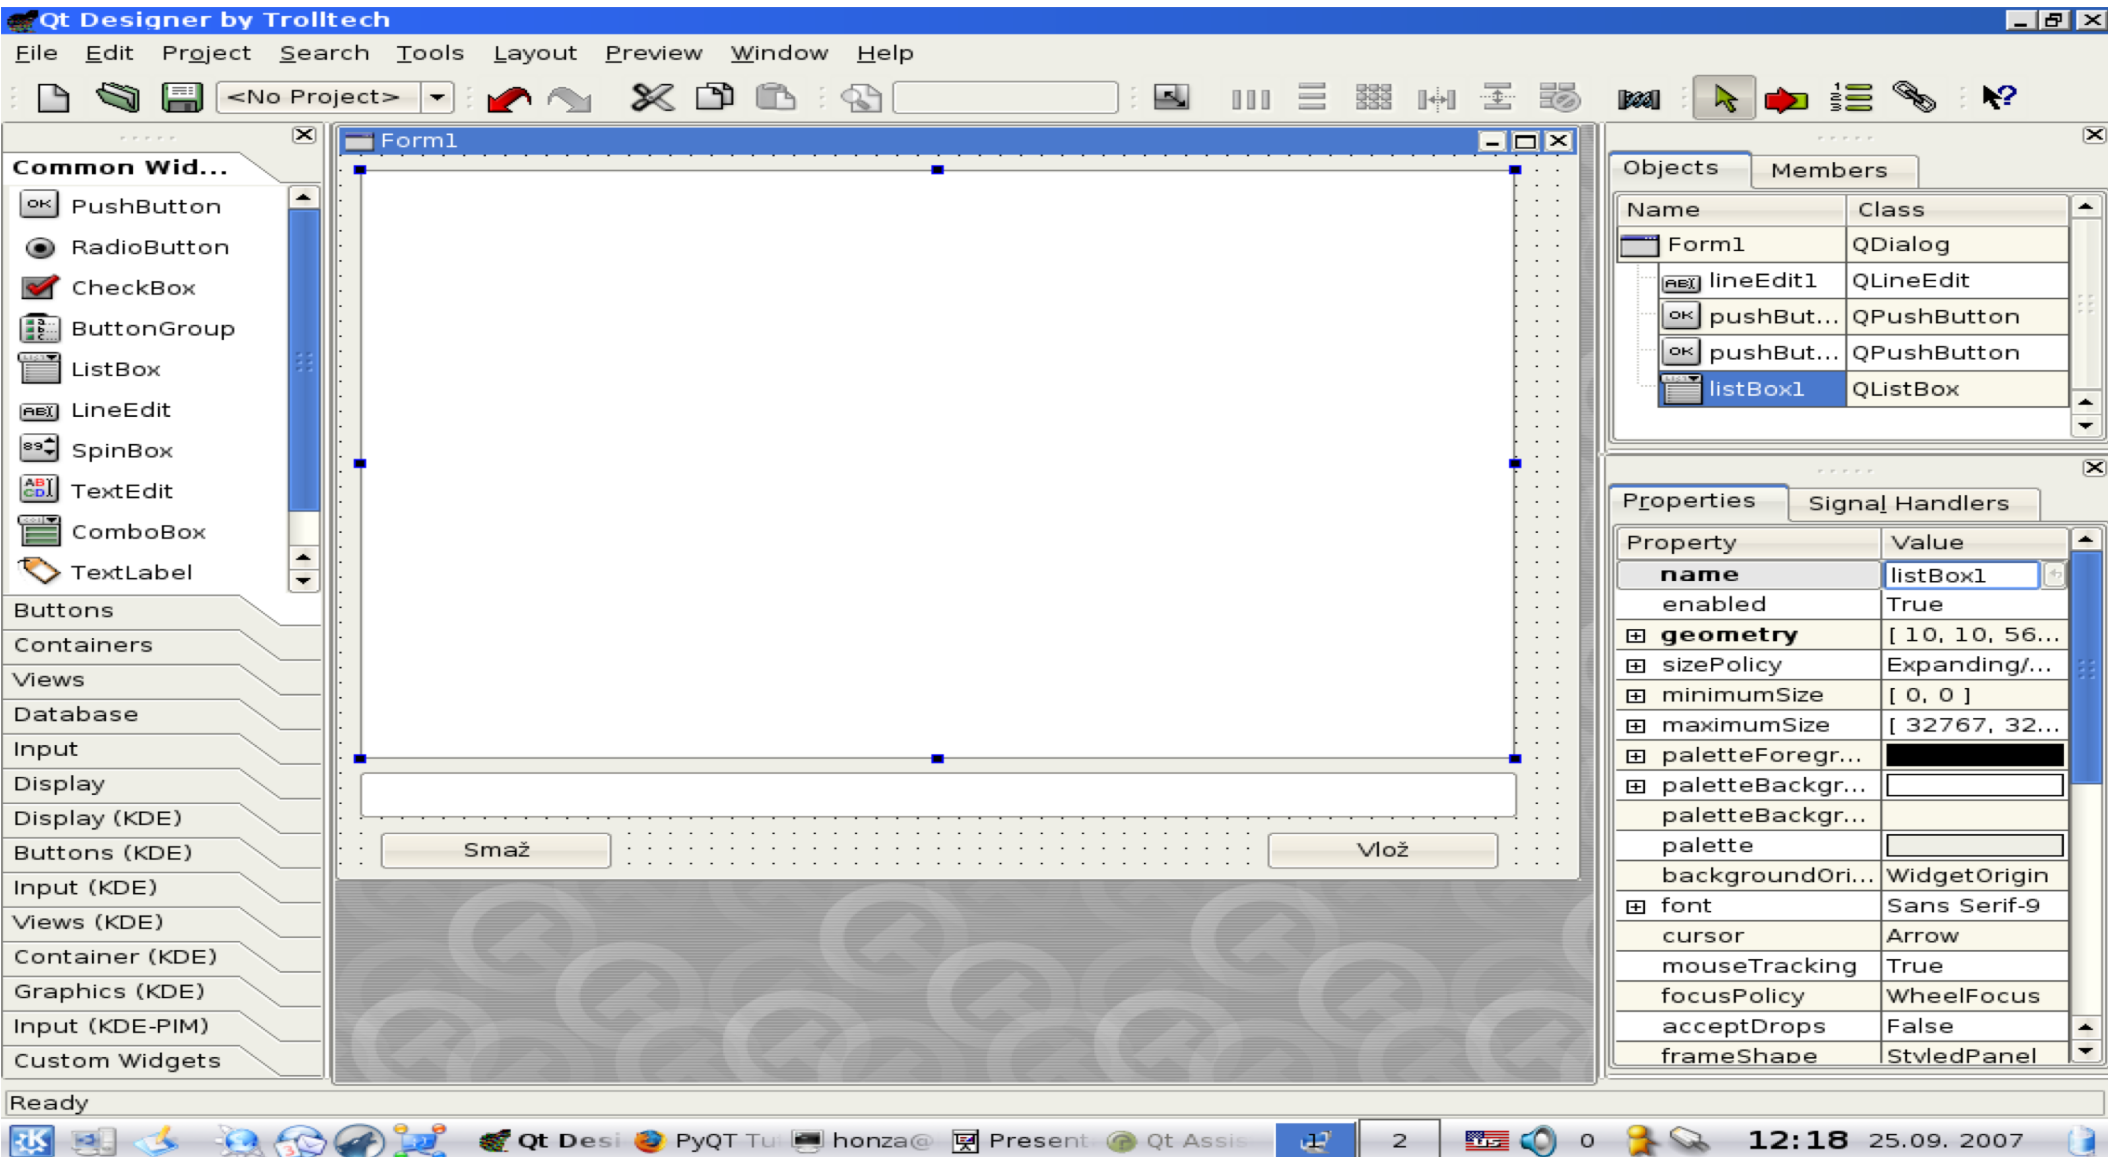 Qt Designer by Trolltech
File Edit Project Search Tools Layout Preview Window Help
<No Project>
Common Wid...
PushButton
RadioButton
CheckBox
ButtonGroup
ListBox
LineEdit
SpinBox
TextEdit
ComboBox
TextLabel
Buttons
Containers
Views
Database
Input
Display
Display (KDE)
Buttons (KDE)
Input (KDE)
Views (KDE)
Container (KDE)
Graphics (KDE)
Input (KDE-PIM)
Custom Widgets
Form1
Smaž
Vlož
Objects Members
Name Class
Form1 QDialog
lineEdit1 QLineEdit
pushBut... QPushButton
pushBut... QPushButton
listBox1 QListBox
Properties Signal Handlers
Property Value
name listBox1
enabled True
geometry [ 10, 10, 56...
sizePolicy Expanding/...
minimumSize [ 0, 0 ]
maximumSize [ 32767, 32...
paletteForegr...
paletteBackgr...
paletteBackgr...
palette
backgroundOri... WidgetOrigin
font Sans Serif-9
cursor Arrow
mouseTracking True
focusPolicy WheelFocus
acceptDrops False
frameShape StyledPanel
Ready
Qt Desi PyQT Tu honza@ Present Qt Assis 2 0 12:18 25.09. 2007